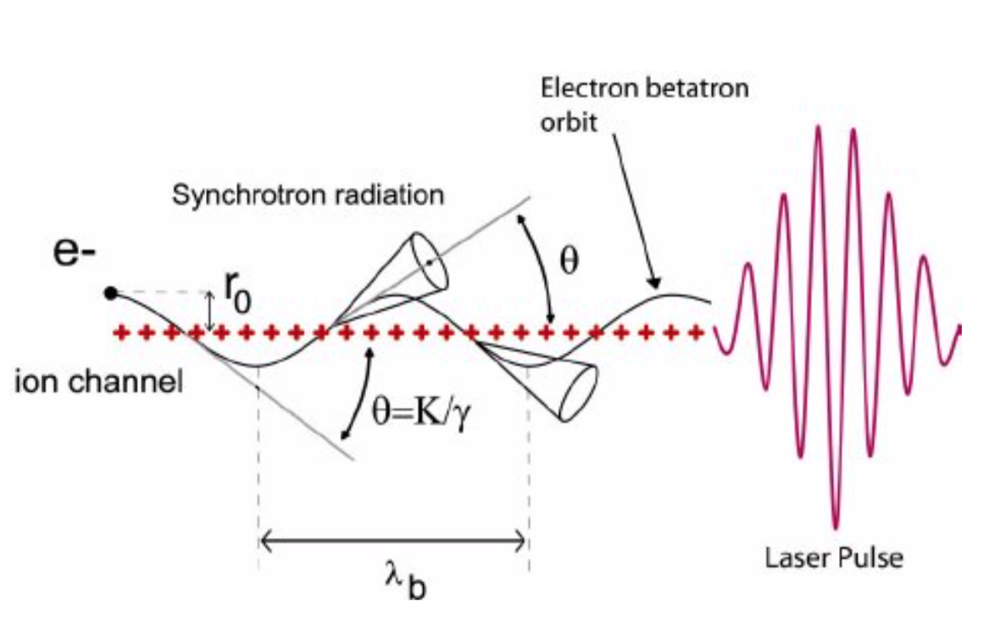 Electron betatron
orbit
Synchrotron radiation
e-
r0
θ
ion channel
θ=K/γ
λb
Laser Pulse